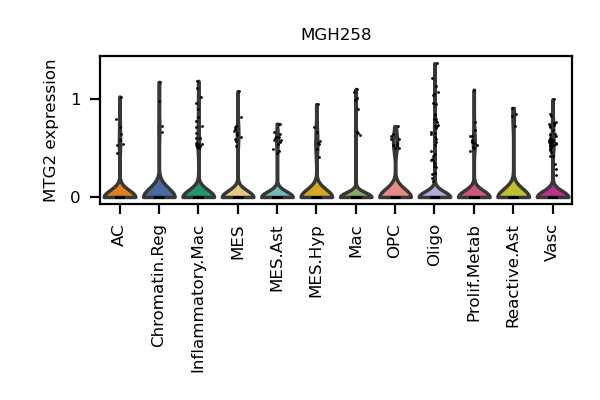 MGH258
MTG2 expression
1
0
AC
Chromatin.Reg
Inflammatory.Mac
MES
MES.Ast
MES.Hyp
Mac
OPC
Oligo
Prolif.Metab
Reactive.Ast
Vasc